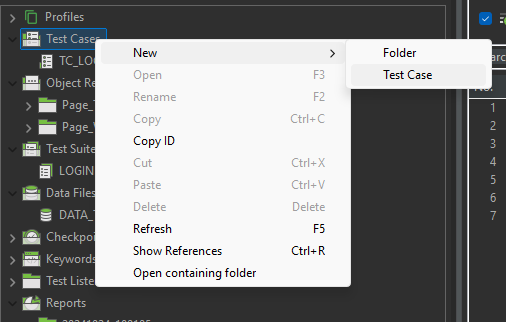 Profiles
Test Cases
TC_LO
Object Re
Page_
Page_
Test Suite
LOGIN
Data Files
DATA_
Checkpoi
Keywords
Test Listene
Reports
New
Open F3
Rename F2
Copy Ctrl+C
Copy ID
Cut Ctrl+X
Paste Ctrl+V
Delete Delete
Refresh F5
Show References Ctrl+R
Open containing folder
Folder
Test Case
arc
No.
1
2
3
4
5
6
7